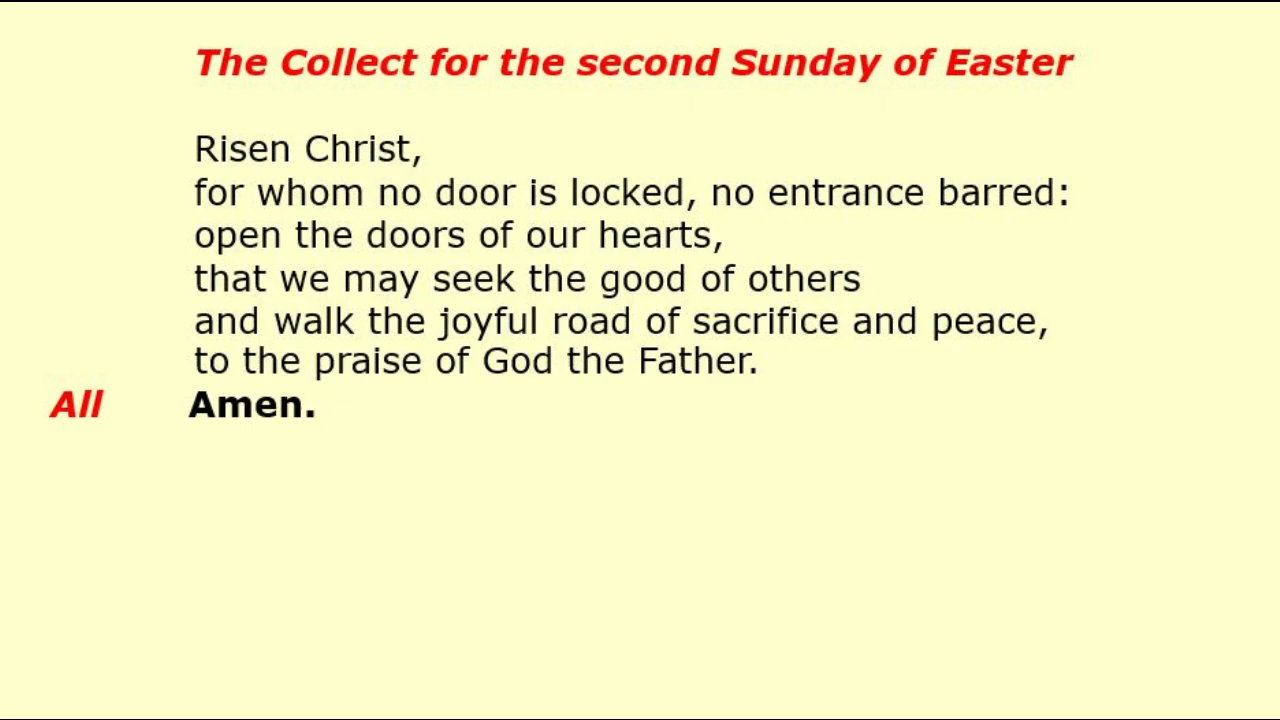 The Collect for the second Sunday of Easter
Risen Christ,
for whom no door is locked, no entrance barred:
open the doors of our hearts,
that we may seek the good of others
and walk the joyful road of sacrifice and peace,
to the praise of God the Father.
All Amen.